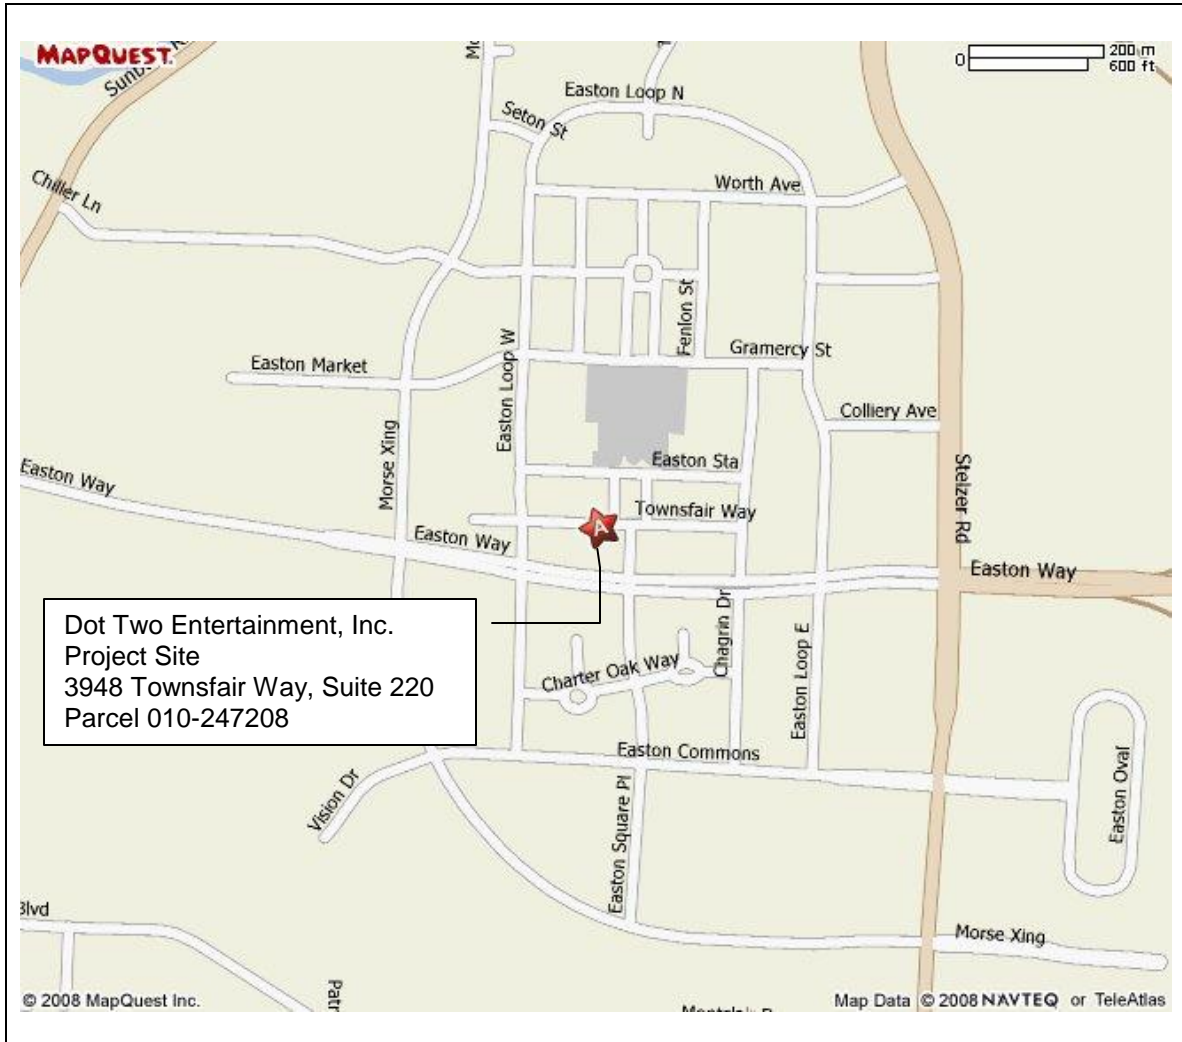 MAPQUEST.
0
200 m
600 ft
Easton Loop N
Seton St
Worth Ave
Chiller Ln
Fenlon St
Easton Loop W
Gramercy St
Easton Market
Colliery Ave
Morse Xing
Easton Sta
Stelzer Rd
Easton Way
Townsfair Way
A
Easton Way
Easton Way
Dot Two Entertainment, Inc.
Project Site
3948 Townsfair Way, Suite 220
Parcel 010-247208
Chagrin Dr
Easton Loop E
Charter Oak Way
Easton Commons
Easton Oval
Vision Dr
Easton Square Pl
Blvd
Morse Xing
© 2008 MapQuest Inc.
Map Data © 2008 NAVTEQ or TeleAtlas